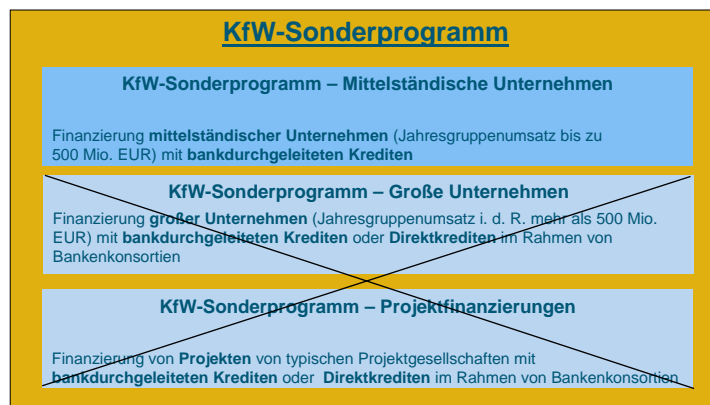 KfW-Sonderprogramm
KfW-Sonderprogramm – Mittelständische Unternehmen
Finanzierung mittelständischer Unternehmen (Jahresgruppenumsatz bis zu
500 Mio. EUR) mit bankdurchgeleiteten Krediten
KfW-Sonderprogramm – Große Unternehmen
Finanzierung großer Unternehmen (Jahresgruppenumsatz i. d. R. mehr als 500 Mio.
EUR) mit bankdurchgeleiteten Krediten oder Direktkrediten im Rahmen von
Bankenkonsortien
KfW-Sonderprogramm – Projektfinanzierungen
Finanzierung von Projekten von typischen Projektgesellschaften mit
bankdurchgeleiteten Krediten oder Direktkrediten im Rahmen von Bankenkonsortien